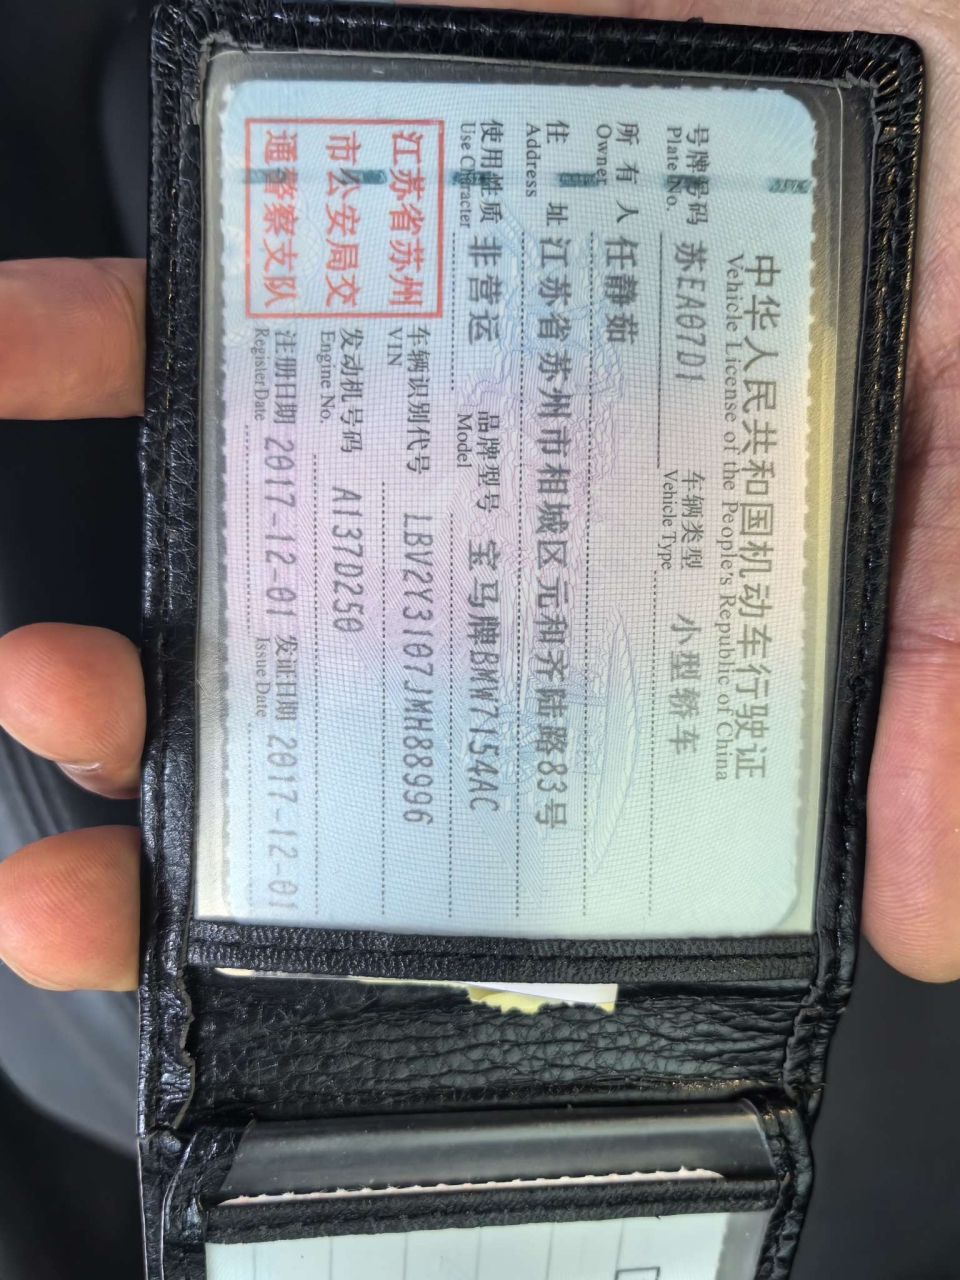 中华人民共和国机动车行驶证
Vehicle License of the People's Republic of China
号牌号码 苏EA07D1 车辆类型 小型轿车
Plate No. Vehicle Type
所有人 任静茹
Owner
住址 江苏省苏州市相城区元和齐陆路83号
Address
使用性质 非营运 品牌型号 宝马牌BMW7154AC
Use Character Model
江苏省苏州
市公安局交
通警察支队
车辆识别代号 LBV2Y3107JMH88996
VIN
发动机号码 A137D250
Engine No.
注册日期 2017-12-01 发证日期 2017-12-01
Register Date Issue Date